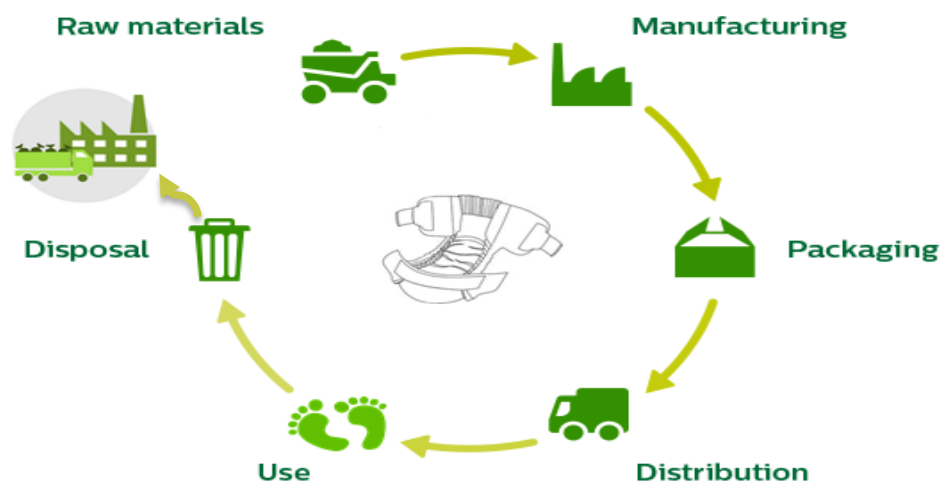 Raw materials
Manufacturing
Disposal
Packaging
Use
Distribution